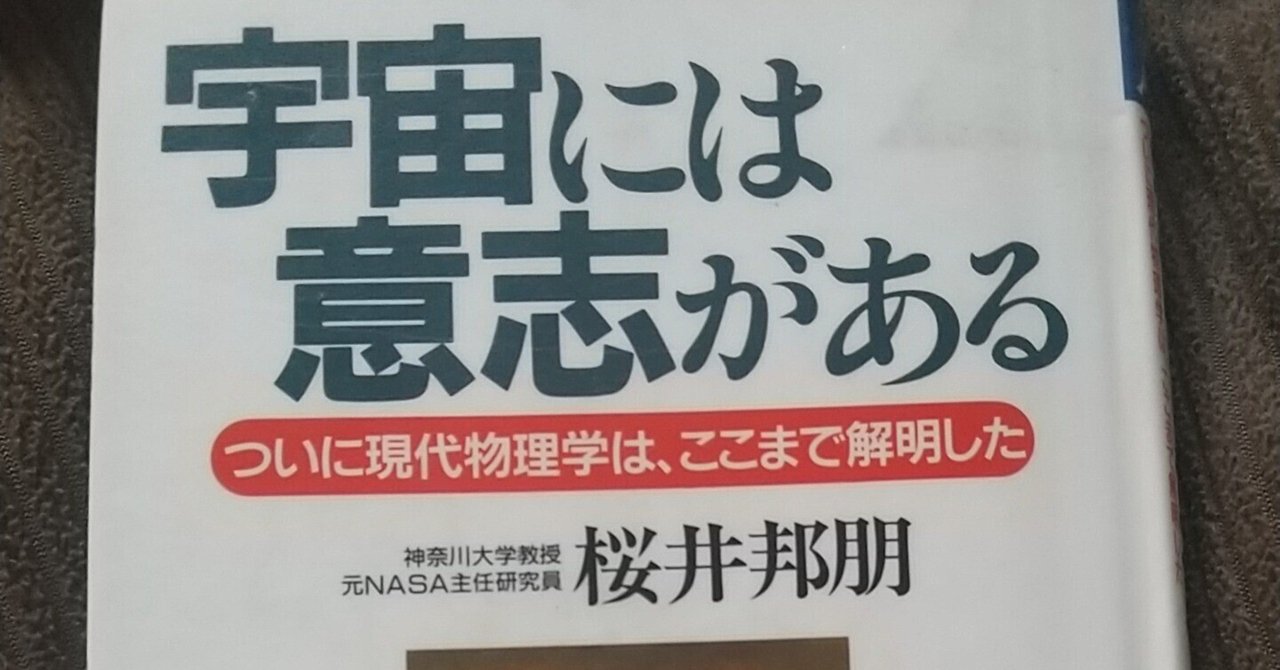 宇宙には
意志がある
ついに現代物理学は、ここまで解明した
神奈川大学教授
元NASA主任研究員
桜井邦朋